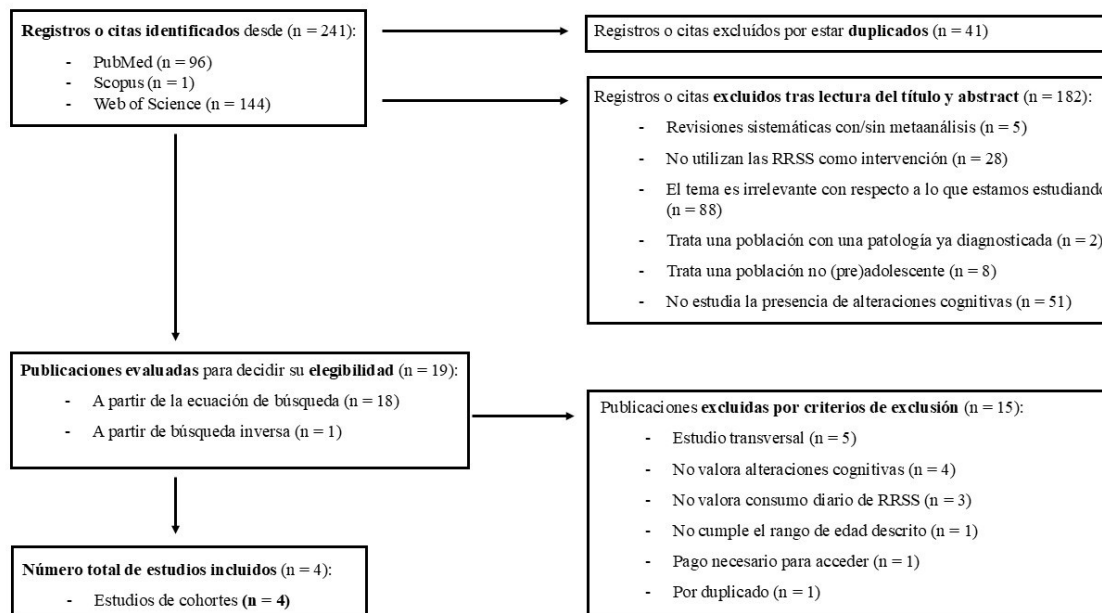 Registros o citas identificados desde (n = 241):
- PubMed (n = 96)
- Scopus (n = 1)
- Web of Science (n = 144)
Registros o citas excluídos por estar duplicados (n = 41)
Registros o citas excluidos tras lectura del título y abstract (n = 182):
- Revisiones sistemáticas con/sin metaanálisis (n = 5)
- No utilizan las RRSS como intervención (n = 28)
- El tema es irrelevante con respecto a lo que estamos estudiando
(n = 88)
- Trata una población con una patología ya diagnosticada (n = 2)
- Trata una población no (pre)adolescente (n = 8)
- No estudia la presencia de alteraciones cognitivas (n = 51)
Publicaciones evaluadas para decidir su elegibilidad (n = 19):
- A partir de la ecuación de búsqueda (n = 18)
- A partir de búsqueda inversa (n = 1)
Publicaciones excluidas por criterios de exclusión (n = 15):
- Estudio transversal (n = 5)
- No valora alteraciones cognitivas (n = 4)
- No valora consumo diario de RRSS (n = 3)
- No cumple el rango de edad descrito (n = 1)
- Pago necesario para acceder (n = 1)
- Por duplicado (n = 1)
Número total de estudios incluidos (n = 4):
- Estudios de cohortes (n = 4)